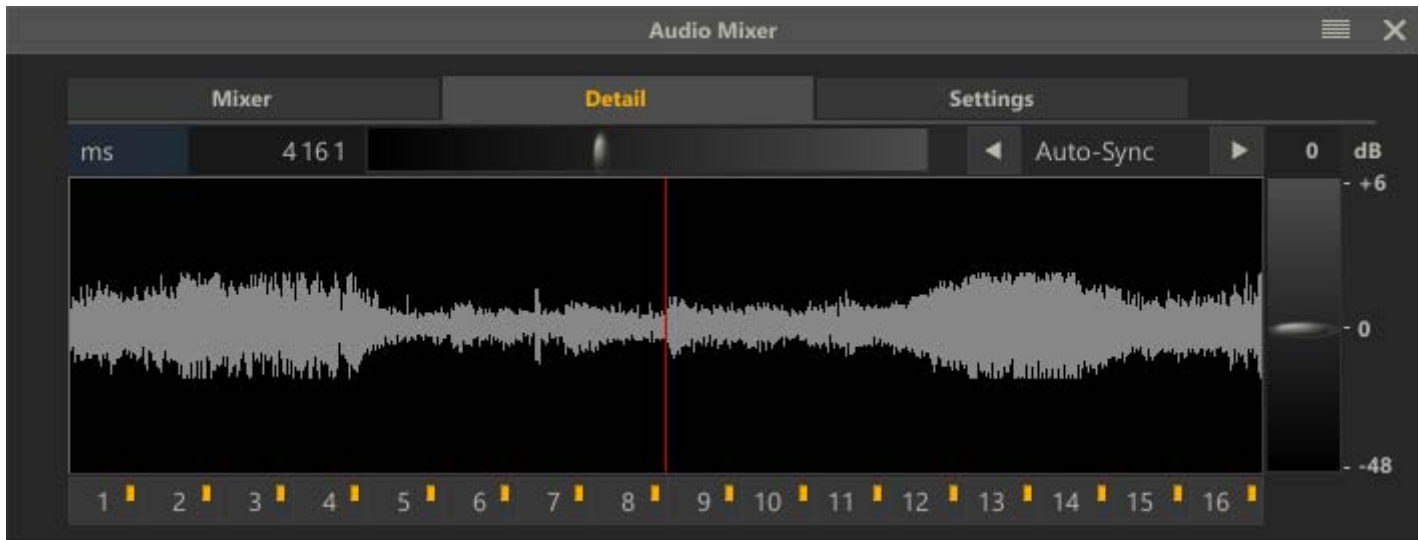 Audio Mixer
Mixer Detail Settings
ms 4161 Auto-Sync 0 dB
+6
0
-48
1 2 3 4 5 6 7 8 9 10 11 12 13 14 15 16